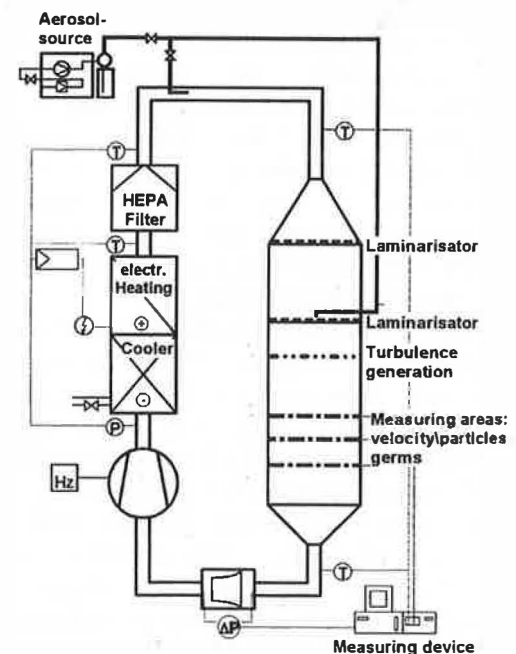 Aerosol-
source
T
T
HEPA
Filter
Laminarisator
T
electr.
Heating
+
Laminarisator
Cooler
Turbulence
generation
P
Measuring areas:
velocity\particles
germs
Hz
T
ΔP
Measuring device